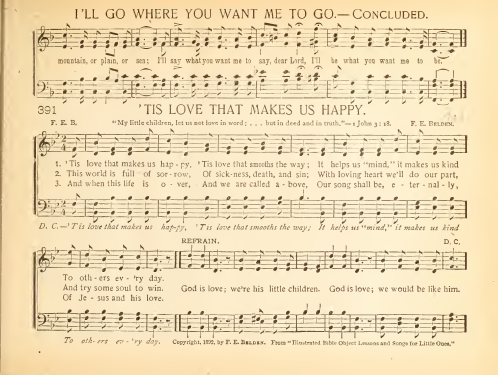 I'LL GO WHERE YOU WANT ME TO GO.—CONCLUDED.
mountain, or plain, or sea: I'll say what you want me to say, dear Lord, I'll be what you want me to be.
391
'TIS LOVE THAT MAKES US HAPPY.
F. E. B. "My little children, let us not love in word; . . . but in deed and in truth."—1 John 3: 18. F. E. BELDEN.
1. 'Tis love that makes us hap - py, 'Tis love that smooths the way; It helps us "mind," it makes us kind
2. This world is full of sor - row, Of sick-ness, death, and sin; With loving heart we'll do our part,
3. And when this life is o - ver, And we are called a - bove, Our song shall be, e - ter - nal - ly,
D. C.—'Tis love that makes us hap-py, 'Tis love that smooths the way; It helps us "mind," it makes us kind
REFRAIN. D. C.
To oth - ers ev - 'ry day.
And try some soul to win. God is love; we're his little children. God is love; we would be like him.
Of Je - sus and his love.
To oth- ers ev - 'ry day. Copyright, 1892, by F. E. BELDEN. From "Illustrated Bible Object Lessons and Songs for Little Ones."